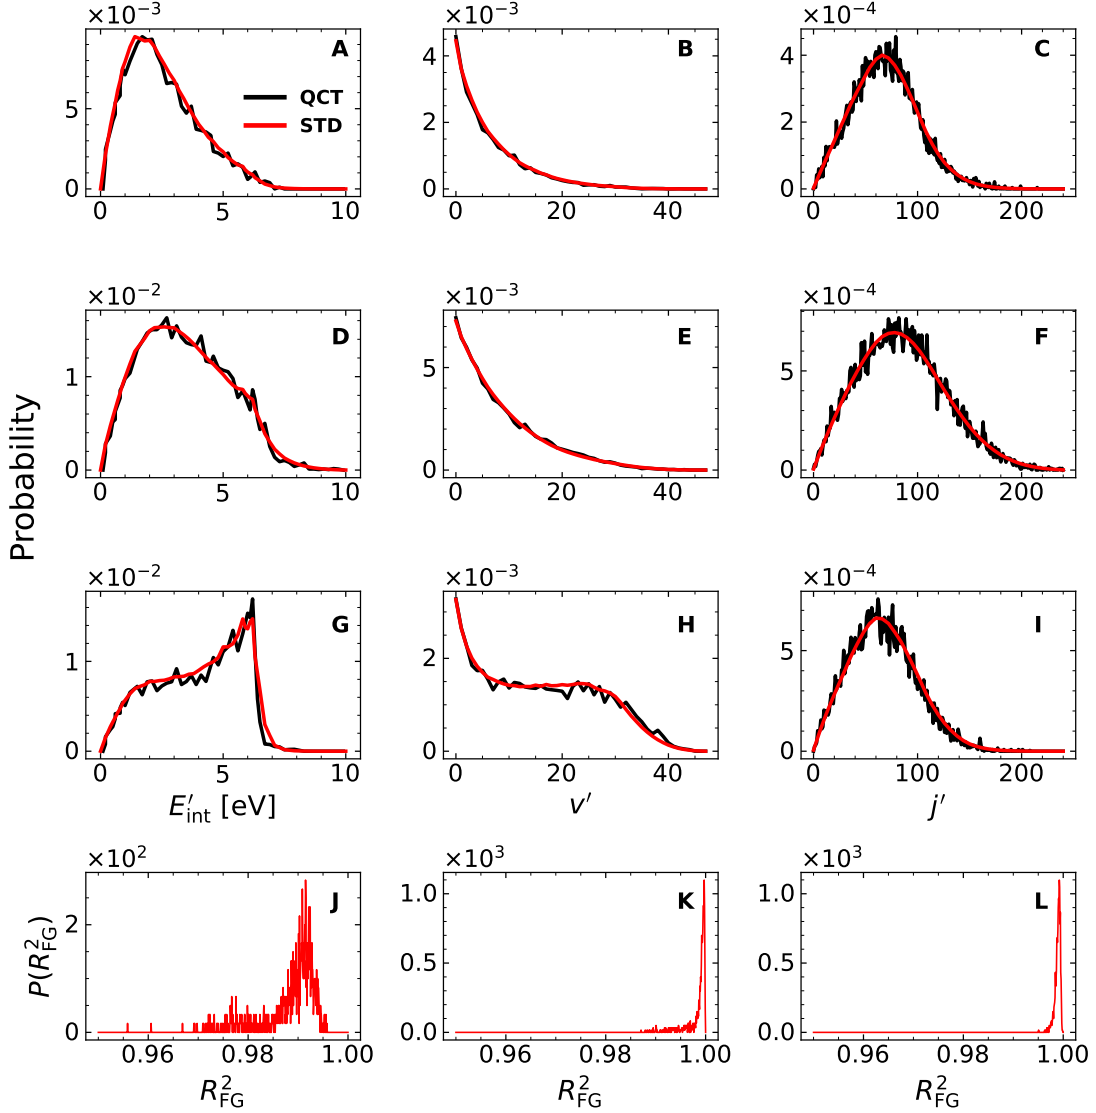 ×10⁻³ ×10⁻³ ×10⁻⁴
A B C
QCT
STD
5 0 4 2 0 4 2 0
0 5 10 0 20 40 0 100 200
×10⁻² ×10⁻³ ×10⁻⁴
D E F
1 0 5 0 5 0
0 5 10 0 20 40 0 100 200
Probability
×10⁻² ×10⁻³ ×10⁻⁴
G H I
1 0 2 0 5 0
0 5 10 0 20 40 0 100 200
E′int [eV] v′ j′
×10² ×10³ ×10³
J K L
P(R²FG)
2 0 1.0 0.5 0.0 1.0 0.5 0.0
0.96 0.98 1.00 0.96 0.98 1.00 0.96 0.98 1.00
R²FG R²FG R²FG